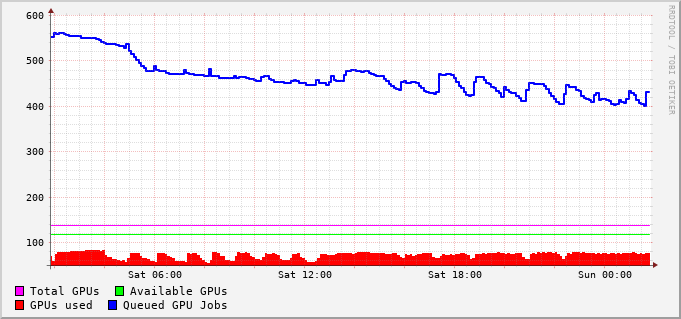 600
500
400
300
200
100
Sat 06:00 Sat 12:00 Sat 18:00 Sun 00:00
Total GPUs Available GPUs
GPUs used Queued GPU Jobs
RRDTOOL / TOBI OETIKER